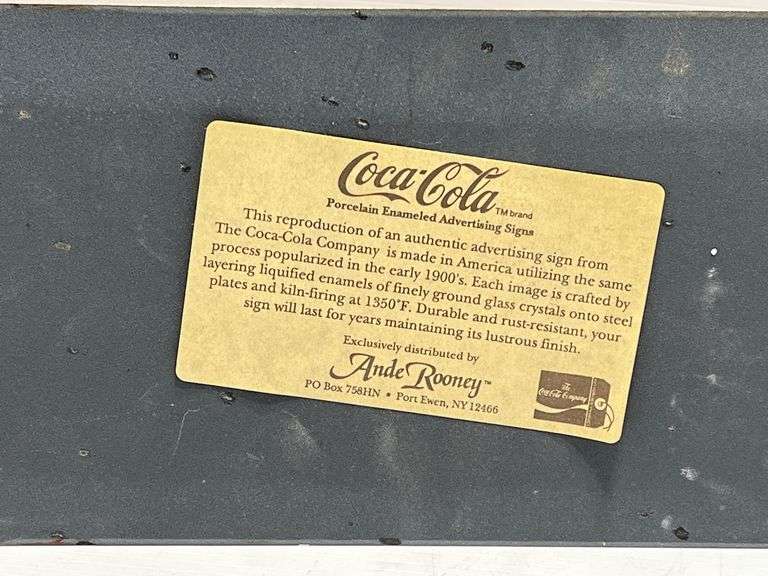 Coca-Cola TM brand
Porcelain Enameled Advertising Signs
This reproduction of an authentic advertising sign from
The Coca-Cola Company is made in America utilizing the same
process popularized in the early 1900's. Each image is crafted by
layering liquified enamels of finely ground glass crystals onto steel
plates and kiln-firing at 1350°F. Durable and rust-resistant, your
sign will last for years maintaining its lustrous finish.
Exclusively distributed by
Ande Rooney™
PO Box 758HN • Port Ewen, NY 12466
The
Coca-Cola Company